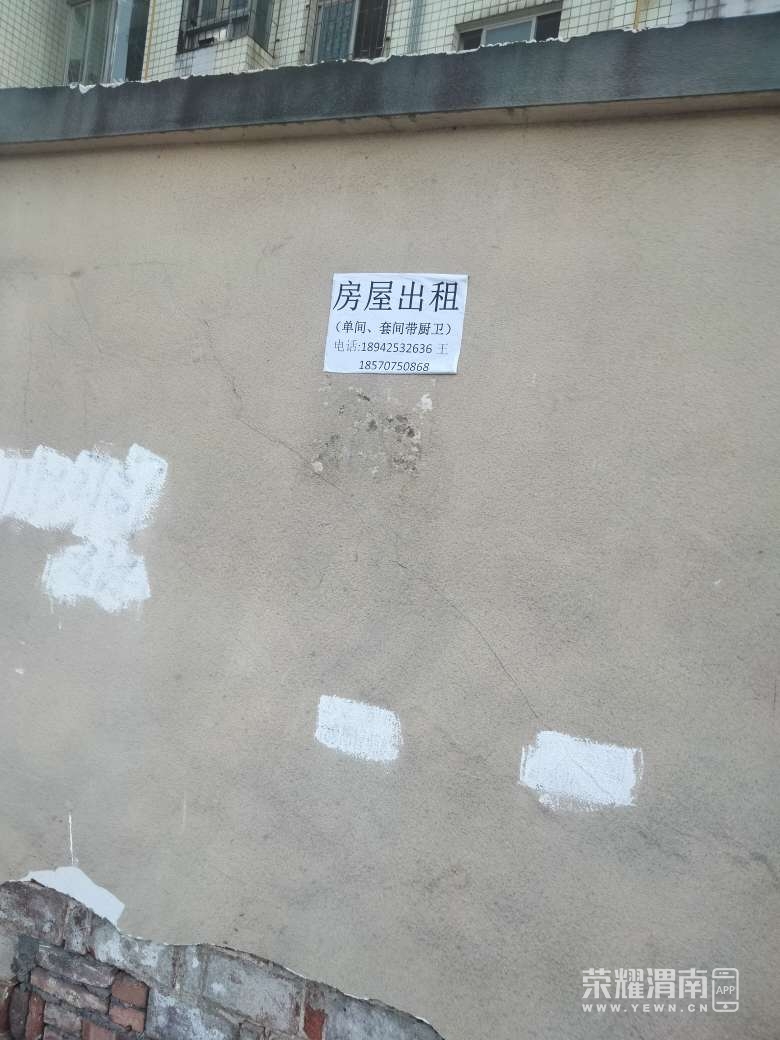 房屋出租
（单间、套间带厨卫）
电话:18942532636 王
18570750868
荣耀渭南 APP
WWW.YEWN.CN